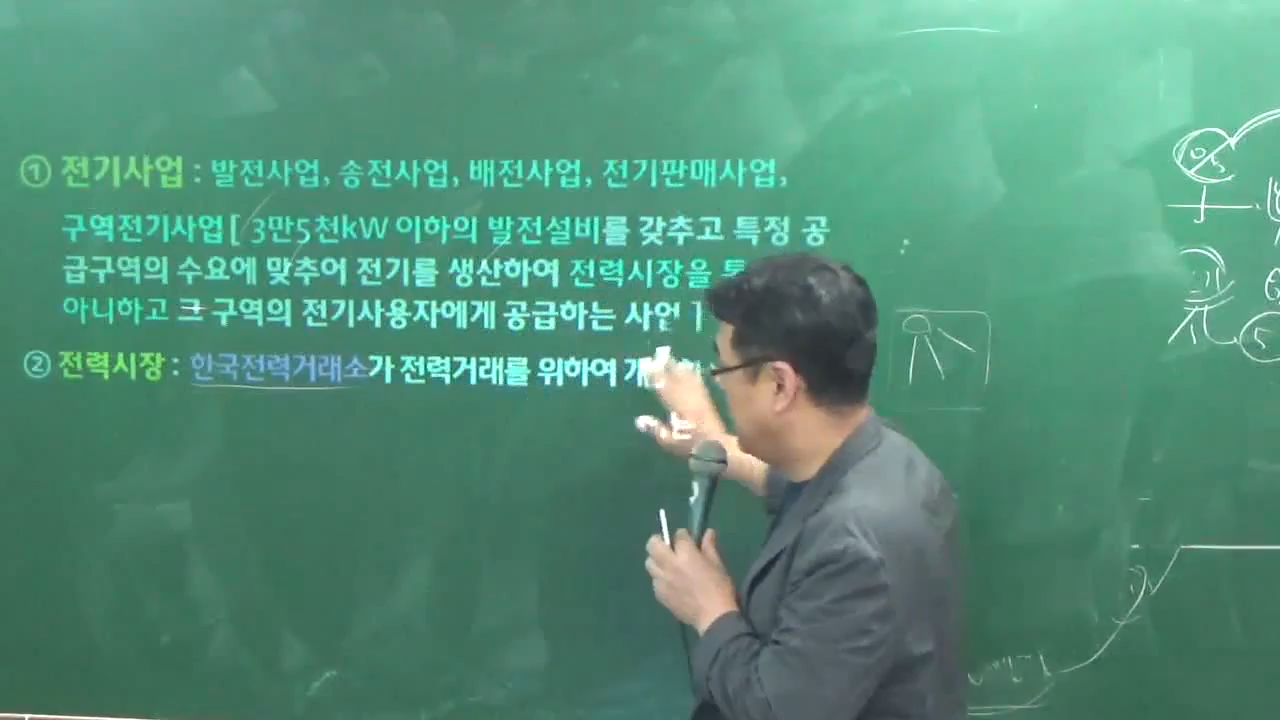 ① 전기사업 : 발전사업, 송전사업, 배전사업, 전기판매사업,
구역전기사업[ 3만5천kW 이하의 발전설비를 갖추고 특정 공
급구역의 수요에 맞추어 전기를 생산하여 전력시장을
아니하고 그 구역의 전기사용자에게 공급하는 사업 ]
② 전력시장 : 한국전력거래소가 전력거래를 위하여